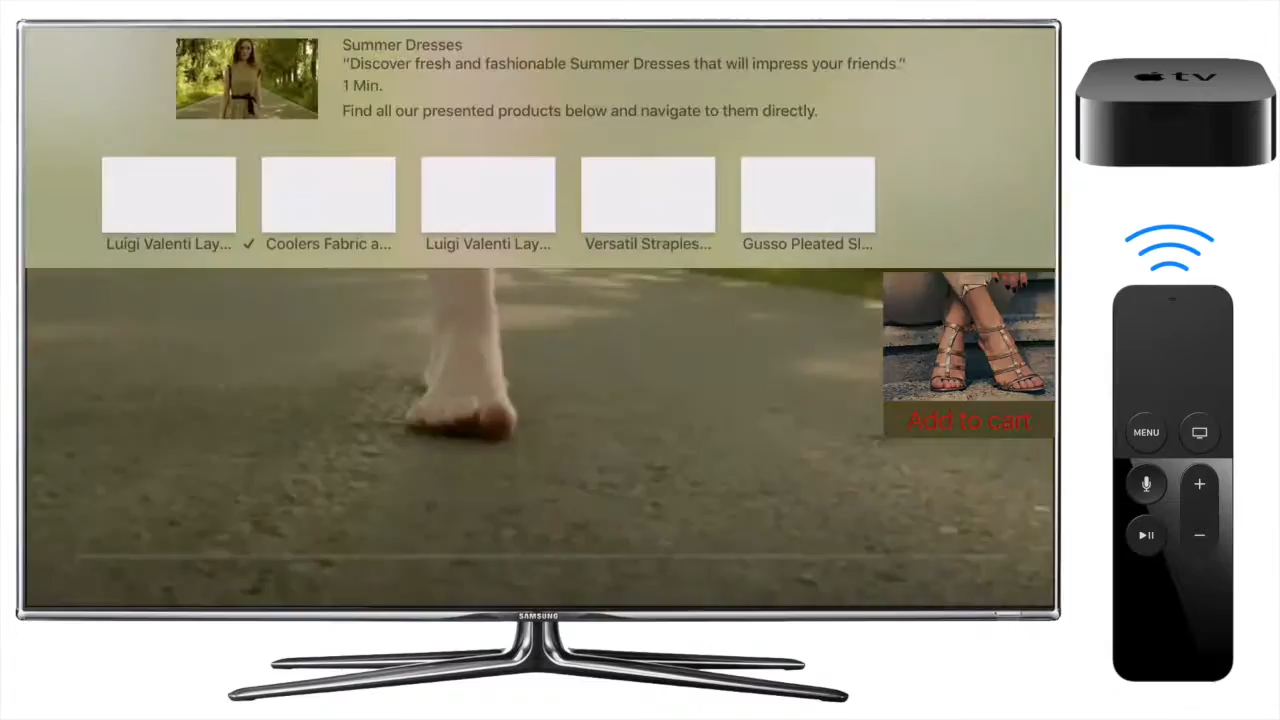 Summer Dresses
"Discover fresh and fashionable Summer Dresses that will impress your friends."
1 Min.
Find all our presented products below and navigate to them directly.
Luigi Valenti Lay...
✓ Coolers Fabric a...
Luigi Valenti Lay...
Versatil Straples...
Gusso Pleated Sl...
Add to cart
SAMSUNG
tv
MENU